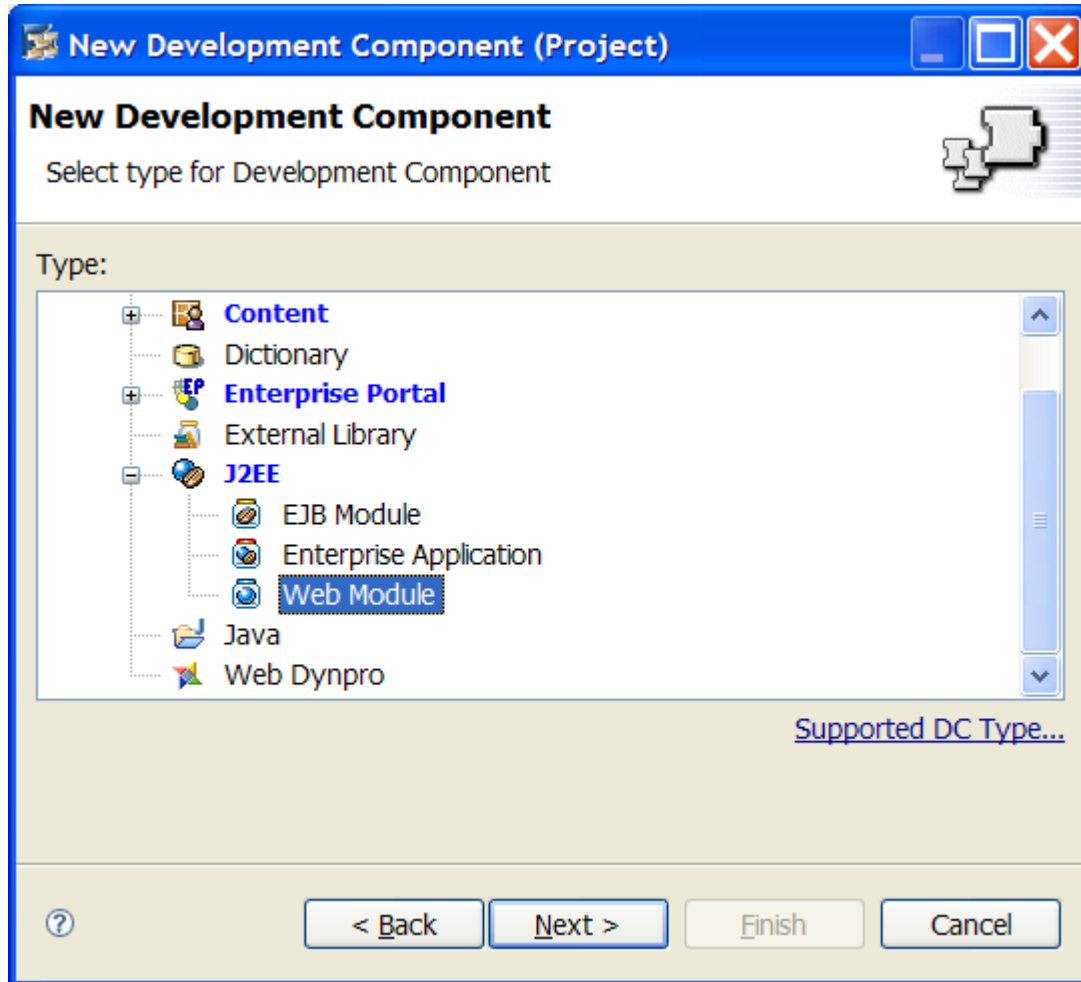 New Development Component (Project)
New Development Component
Select type for Development Component
Type:
Content
Dictionary
EP Enterprise Portal
External Library
J2EE
EJB Module
Enterprise Application
Web Module
Java
Web Dynpro
Supported DC Type...
?
< Back
Next >
Finish
Cancel